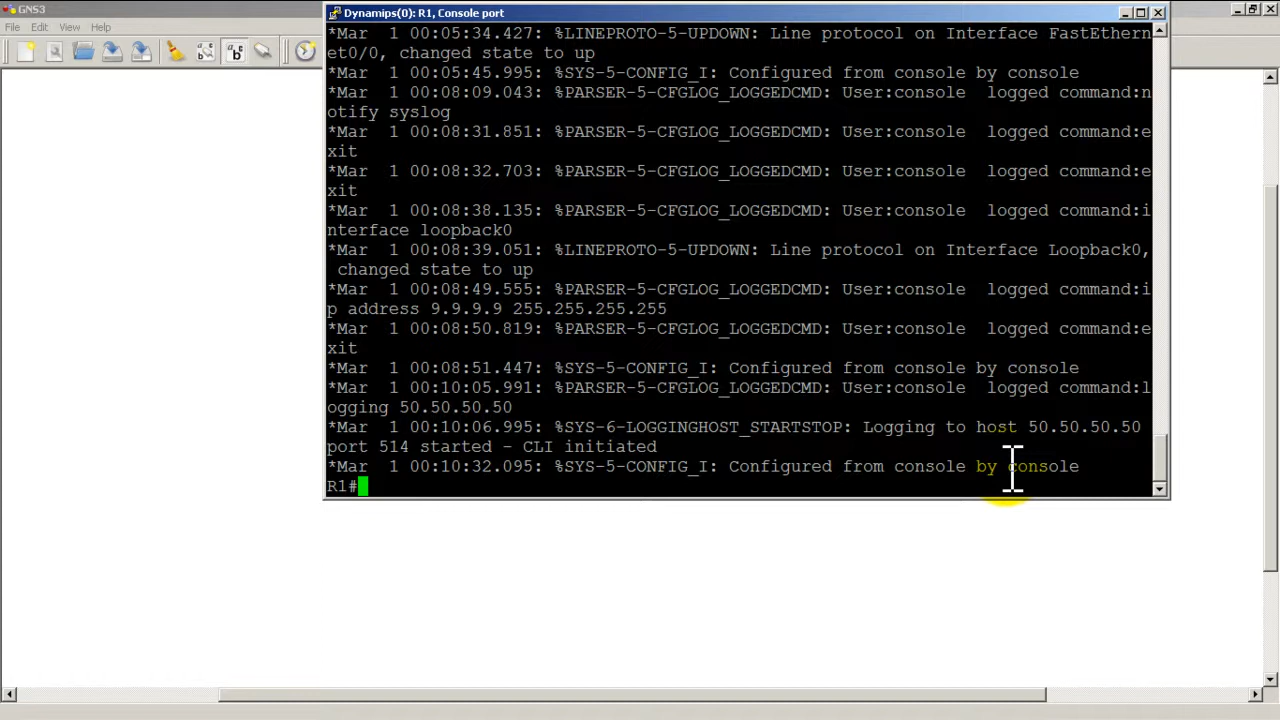 GNS3
Dynamips(0): R1, Console port
File Edit View Help
*Mar  1 00:05:34.427: %LINEPROTO-5-UPDOWN: Line protocol on Interface FastEthern
et0/0, changed state to up
*Mar  1 00:05:45.995: %SYS-5-CONFIG_I: Configured from console by console
*Mar  1 00:08:09.043: %PARSER-5-CFGLOG_LOGGEDCMD: User:console  logged command:n
otify syslog
*Mar  1 00:08:31.851: %PARSER-5-CFGLOG_LOGGEDCMD: User:console  logged command:e
xit
*Mar  1 00:08:32.703: %PARSER-5-CFGLOG_LOGGEDCMD: User:console  logged command:e
xit
*Mar  1 00:08:38.135: %PARSER-5-CFGLOG_LOGGEDCMD: User:console  logged command:i
nterface loopback0
*Mar  1 00:08:39.051: %LINEPROTO-5-UPDOWN: Line protocol on Interface Loopback0,
 changed state to up
*Mar  1 00:08:49.555: %PARSER-5-CFGLOG_LOGGEDCMD: User:console  logged command:i
p address 9.9.9.9 255.255.255.255
*Mar  1 00:08:50.819: %PARSER-5-CFGLOG_LOGGEDCMD: User:console  logged command:e
xit
*Mar  1 00:08:51.447: %SYS-5-CONFIG_I: Configured from console by console
*Mar  1 00:10:05.991: %PARSER-5-CFGLOG_LOGGEDCMD: User:console  logged command:l
ogging 50.50.50.50
*Mar  1 00:10:06.995: %SYS-6-LOGGINGHOST_STARTSTOP: Logging to host 50.50.50.50
port 514 started - CLI initiated
*Mar  1 00:10:32.095: %SYS-5-CONFIG_I: Configured from console by console
R1#